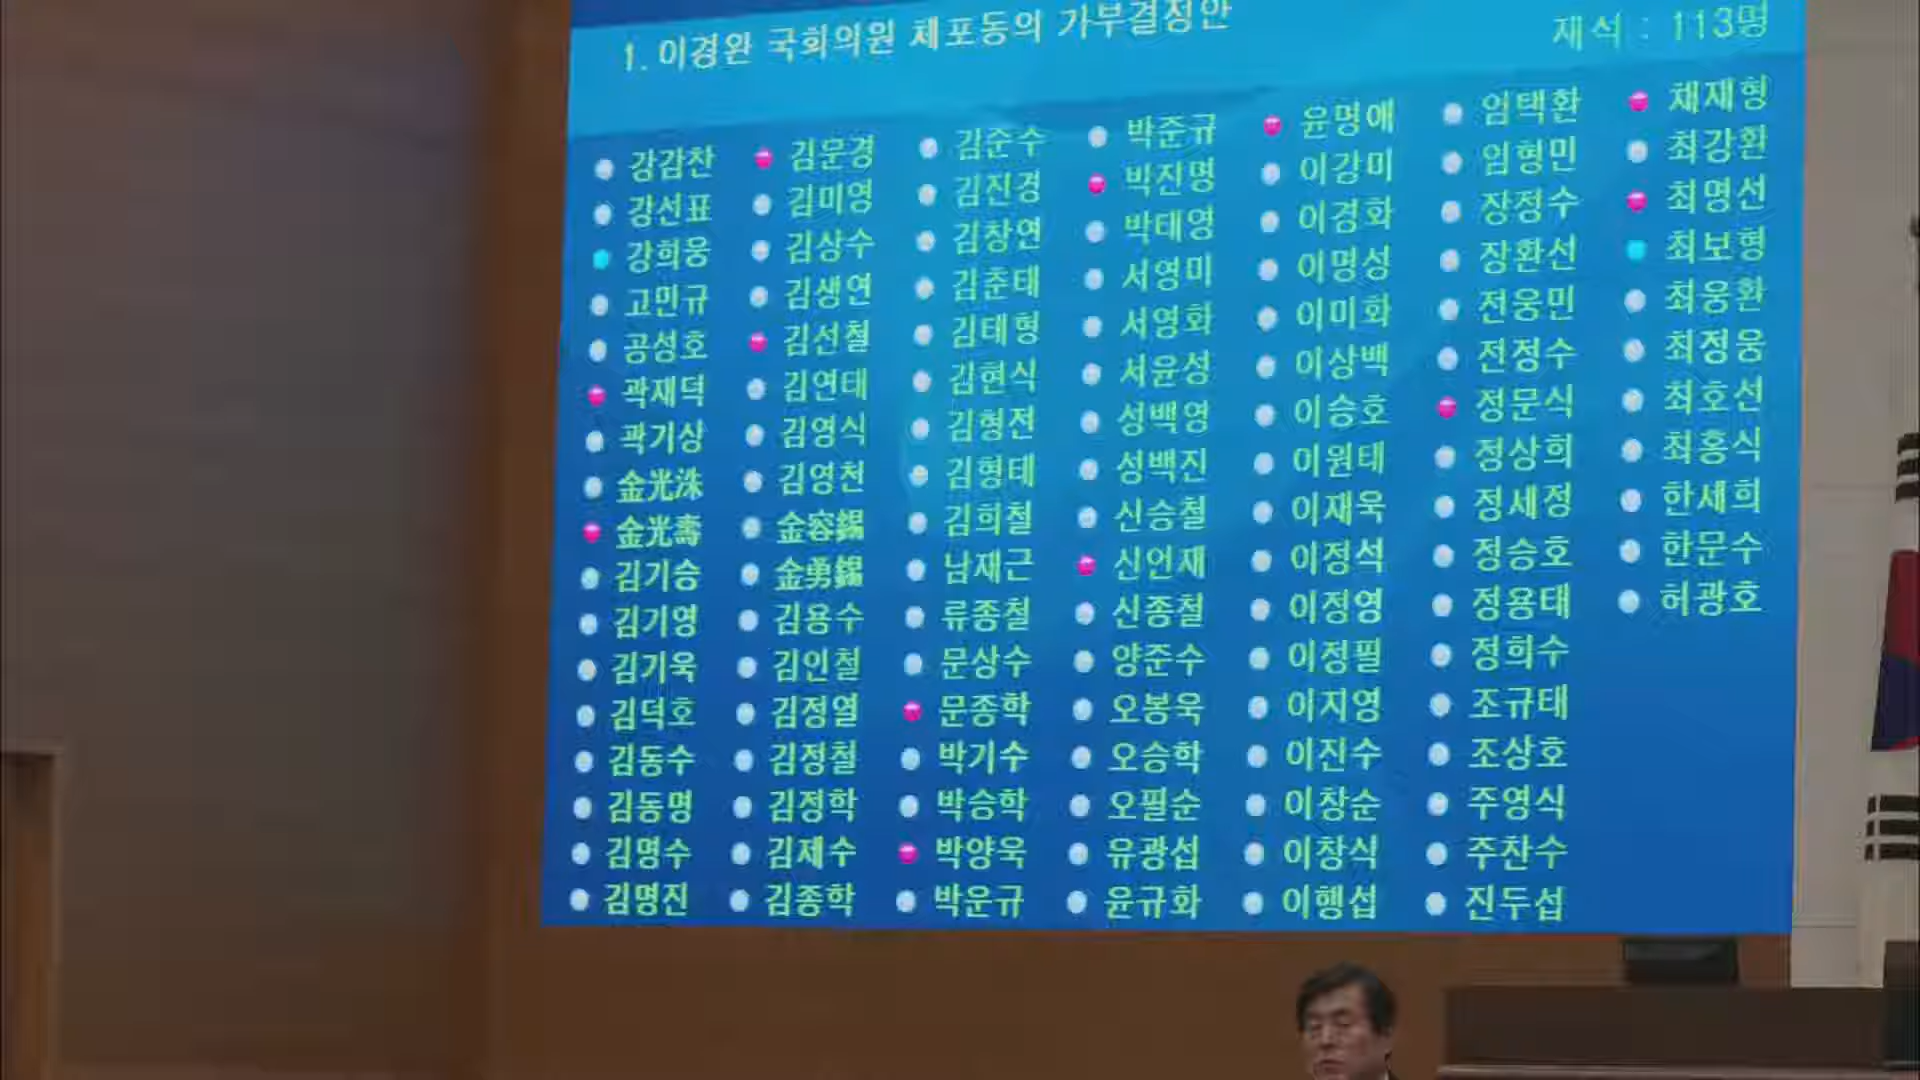 1. 이경완 국회의원 체포동의 가부결정안
재석 : 113명
강감찬 김문경 김준수 박준규 윤명애 엄택환 채재형
강선표 김미영 김진경 박진명 이강미 엄형민 최강환
강희웅 김상수 김창연 박태영 이경화 장정수 최명선
고민규 김생연 김춘태 서영미 이명성 장환선 최보형
공성호 김선철 김태형 서영화 이미화 전웅민 최웅환
곽재덕 김연태 김현식 서윤성 이상백 전정수 최정웅
곽기상 김영식 김형전 성백영 이승호 정문식 최호선
金光洙 김영천 김형태 성백진 이원태 정상희 최홍식
金光壽 金容錫 김희철 신승철 이재욱 정세정 한세희
김기승 金勇錫 남재근 신언재 이정석 정승호 한문수
김기영 김용수 류종철 신종철 이정영 정용태 허광호
김기욱 김인철 문상수 양준수 이정필 정희수
김덕호 김정열 문종학 오봉욱 이지영 조규태
김동수 김정철 박기수 오승학 이진수 조상호
김동명 김정학 박승학 오필순 이창순 주영식
김명수 김제수 박양욱 유광섭 이창식 주찬수
김명진 김종학 박운규 윤규화 이행섭 진두섭